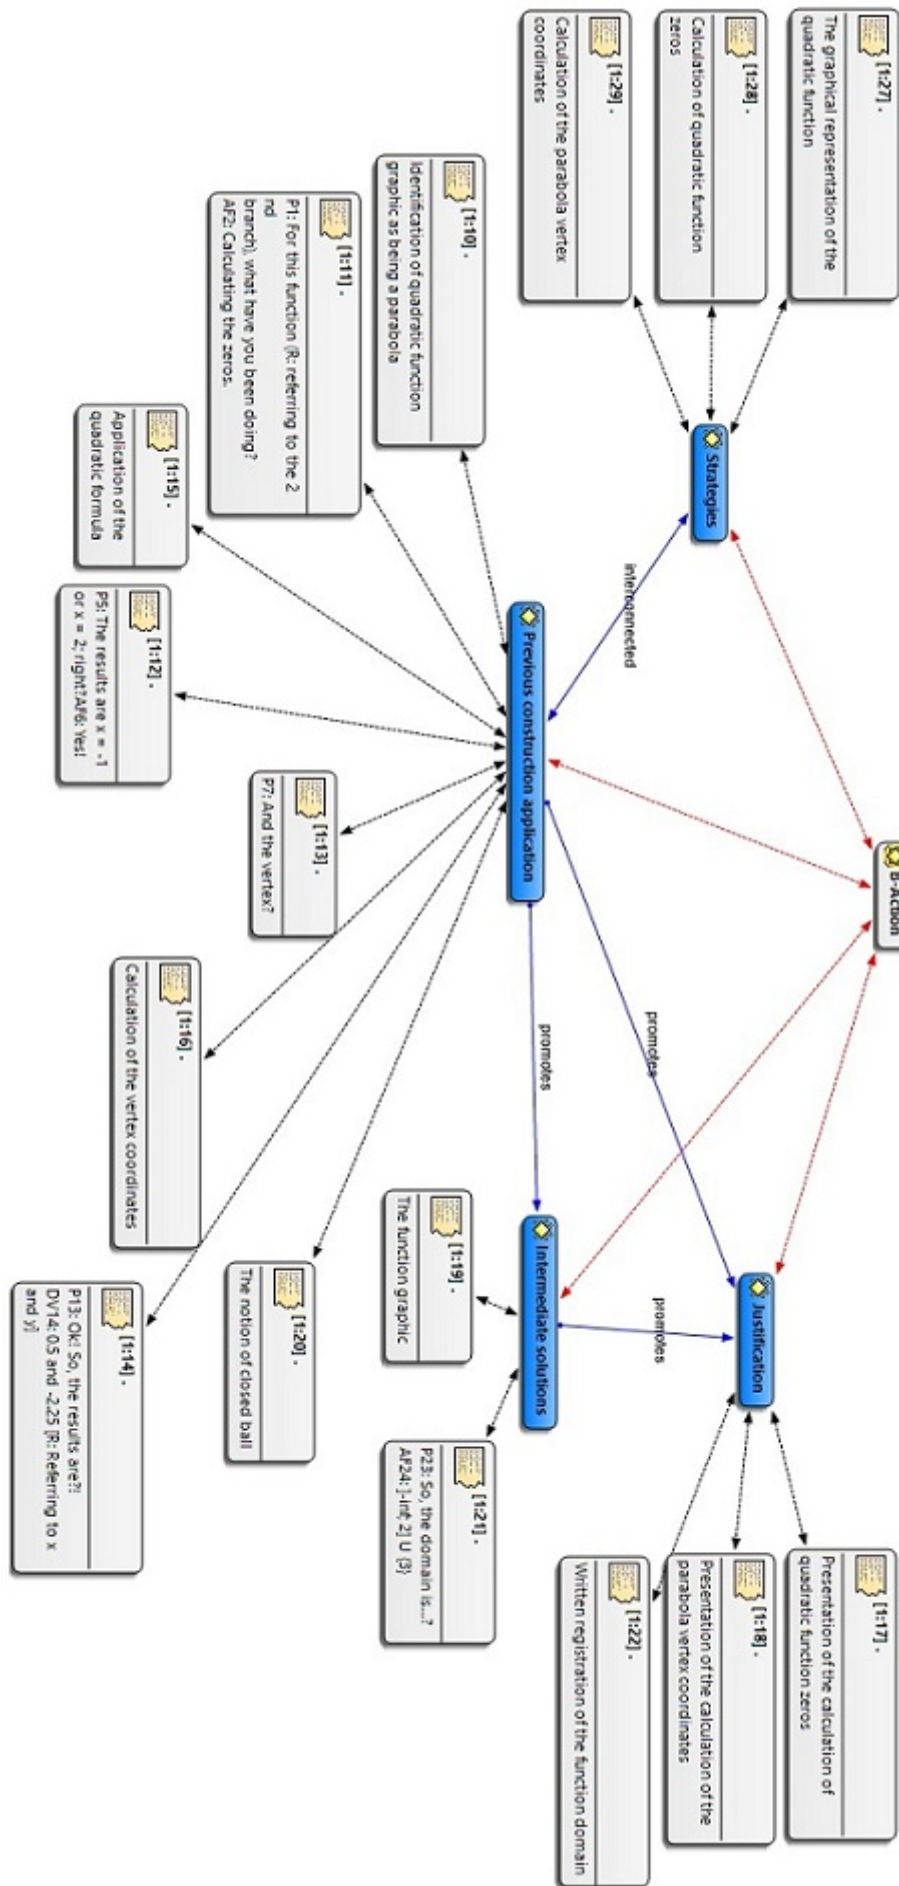 B-Action
Strategies
interconnected
Previous construction application
promotes
promotes
Intermediate solutions
promotes
Justification
[1:27] .
The graphical representation of the
quadratic function
[1:28] .
Calculation of quadratic function
zeros
[1:29] .
Calculation of the parabola vertex
coordinates
[1:10] .
Identification of quadratic function
graphic as being a parabola
[1:11] .
P1: For this function (R: referring to the 2
nd
branch), what have you been doing?
AF2: Calculating the zeros.
[1:15] .
Application of the
quadratic formula
[1:12] .
P5: The results are x = -1
or x = 2; right?AF6: Yes!
[1:13] .
P7: And the vertex?
[1:16] .
Calculation of the vertex coordinates
[1:14] .
P13: Ok! So, the results are?!
DV14: 0.5 and -2.25 [R: Referring to x
and y]
[1:20] .
The notion of closed ball
[1:19] .
The function graphic
[1:21] .
P23: So, the domain is...?
AF24: ]-inf; 2] U {3}
[1:17] .
Presentation of the calculation of
quadratic function zeros
[1:18] .
Presentation of the calculation of the
parabola vertex coordinates
[1:22] .
Written registration of the function domain